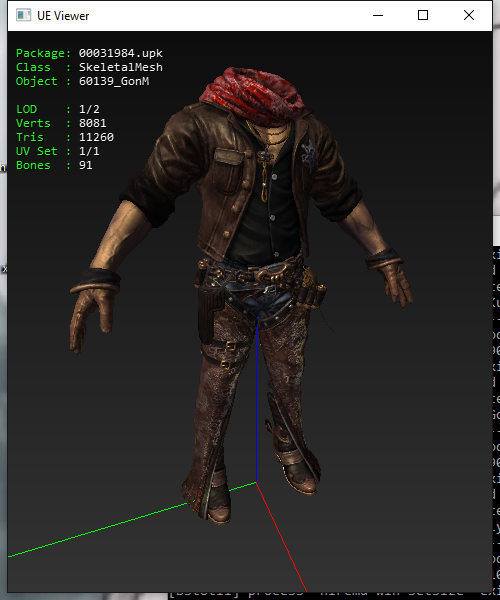 UE Viewer
Package: 00031984.upk
Class : SkeletalMesh
Object : 60139_GonM
LOD : 1/2
Verts : 8081
Tris : 11260
UV Set : 1/1
Bones : 91